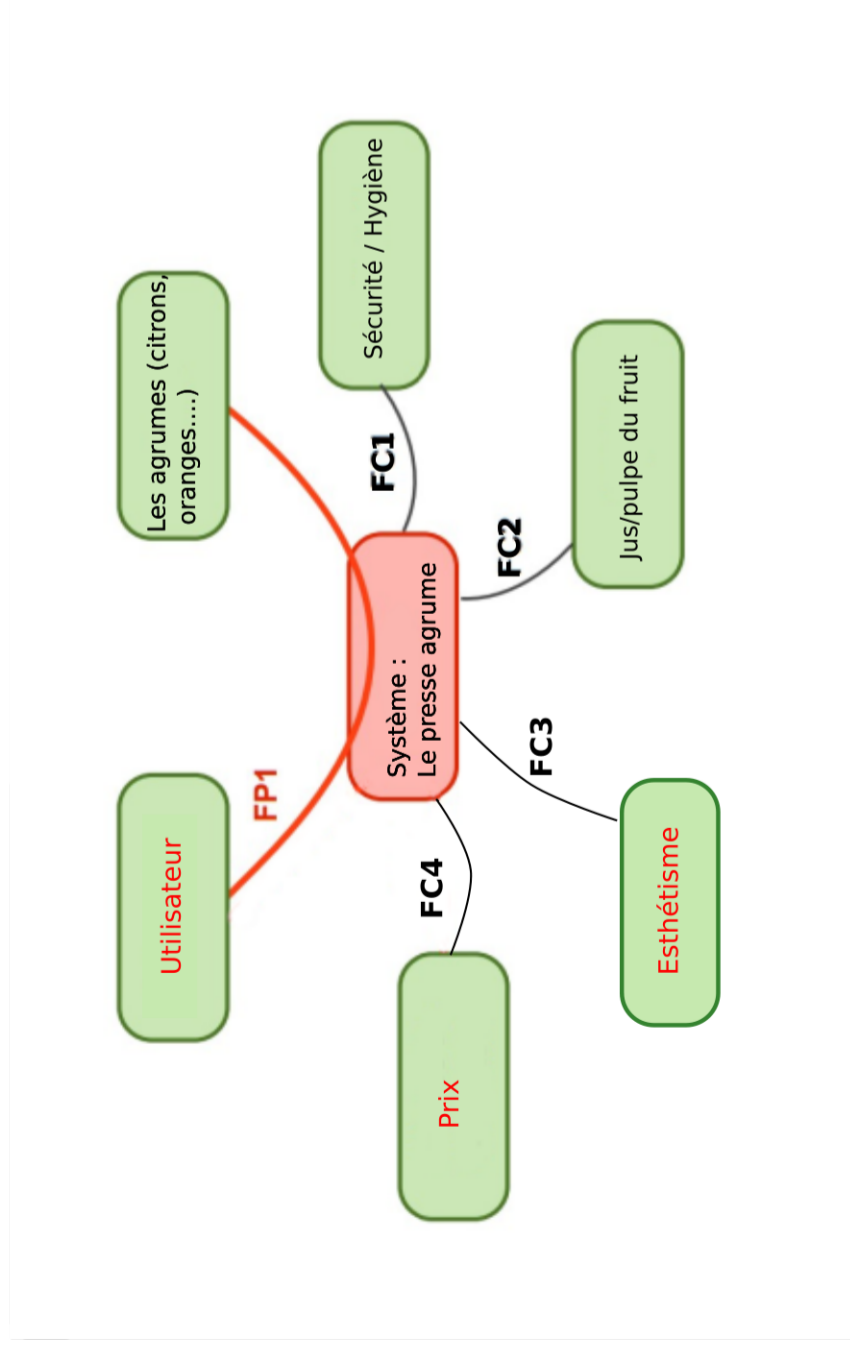 Utilisateur
Les agrumes (citrons,
oranges....)
FP1
Système :
Le presse agrume
FC1
Sécurité / Hygiène
FC4
Prix
FC2
FC3
Jus/pulpe du fruit
Esthétisme